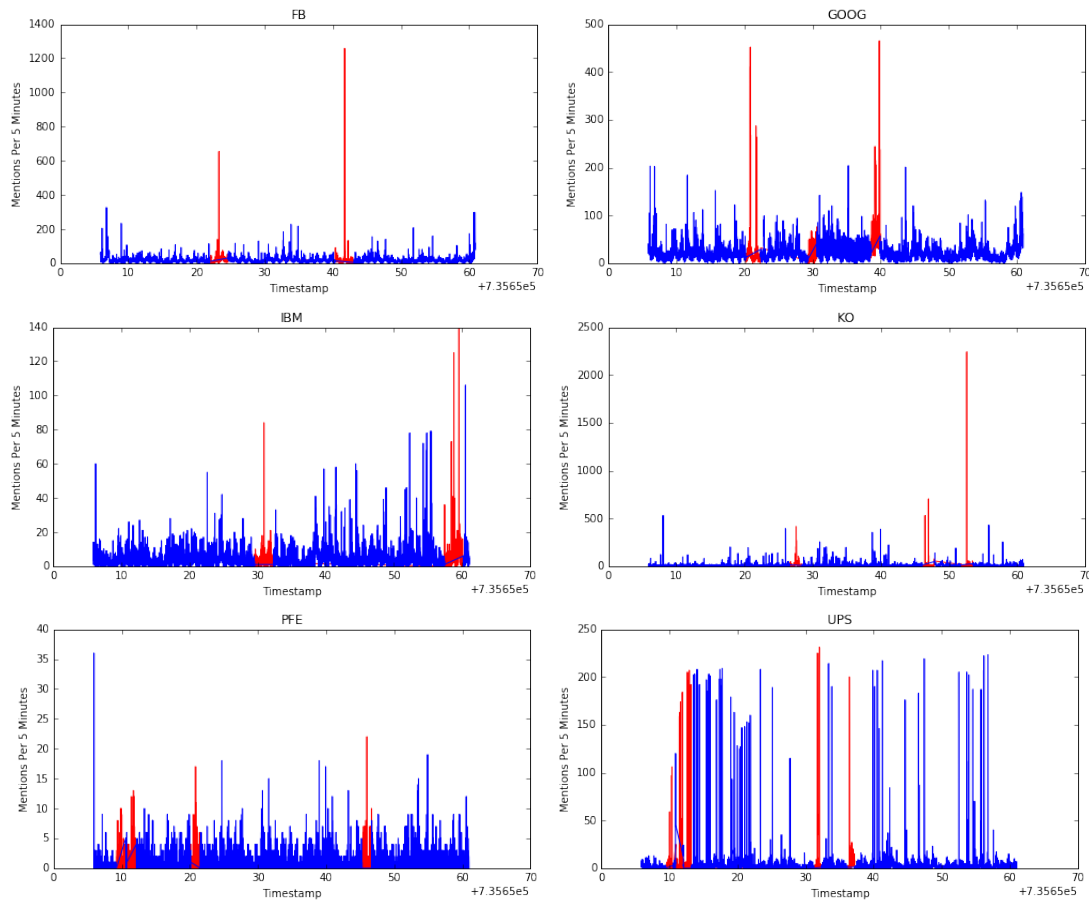 FB
1400
1200
1000
800
600
400
200
0
Mentions Per 5 Minutes
0 10 20 30 40 50 60 70
Timestamp
+7.3565e5
GOOG
500
400
300
200
100
0
Mentions Per 5 Minutes
0 10 20 30 40 50 60 70
Timestamp
+7.3565e5
IBM
140
120
100
80
60
40
20
0
Mentions Per 5 Minutes
0 10 20 30 40 50 60 70
Timestamp
+7.3565e5
KO
2500
2000
1500
1000
500
0
Mentions Per 5 Minutes
0 10 20 30 40 50 60 70
Timestamp
+7.3565e5
PFE
40
35
30
25
20
15
10
5
0
Mentions Per 5 Minutes
0 10 20 30 40 50 60 70
Timestamp
+7.3565e5
UPS
250
200
150
100
50
0
Mentions Per 5 Minutes
0 10 20 30 40 50 60 70
Timestamp
+7.3565e5